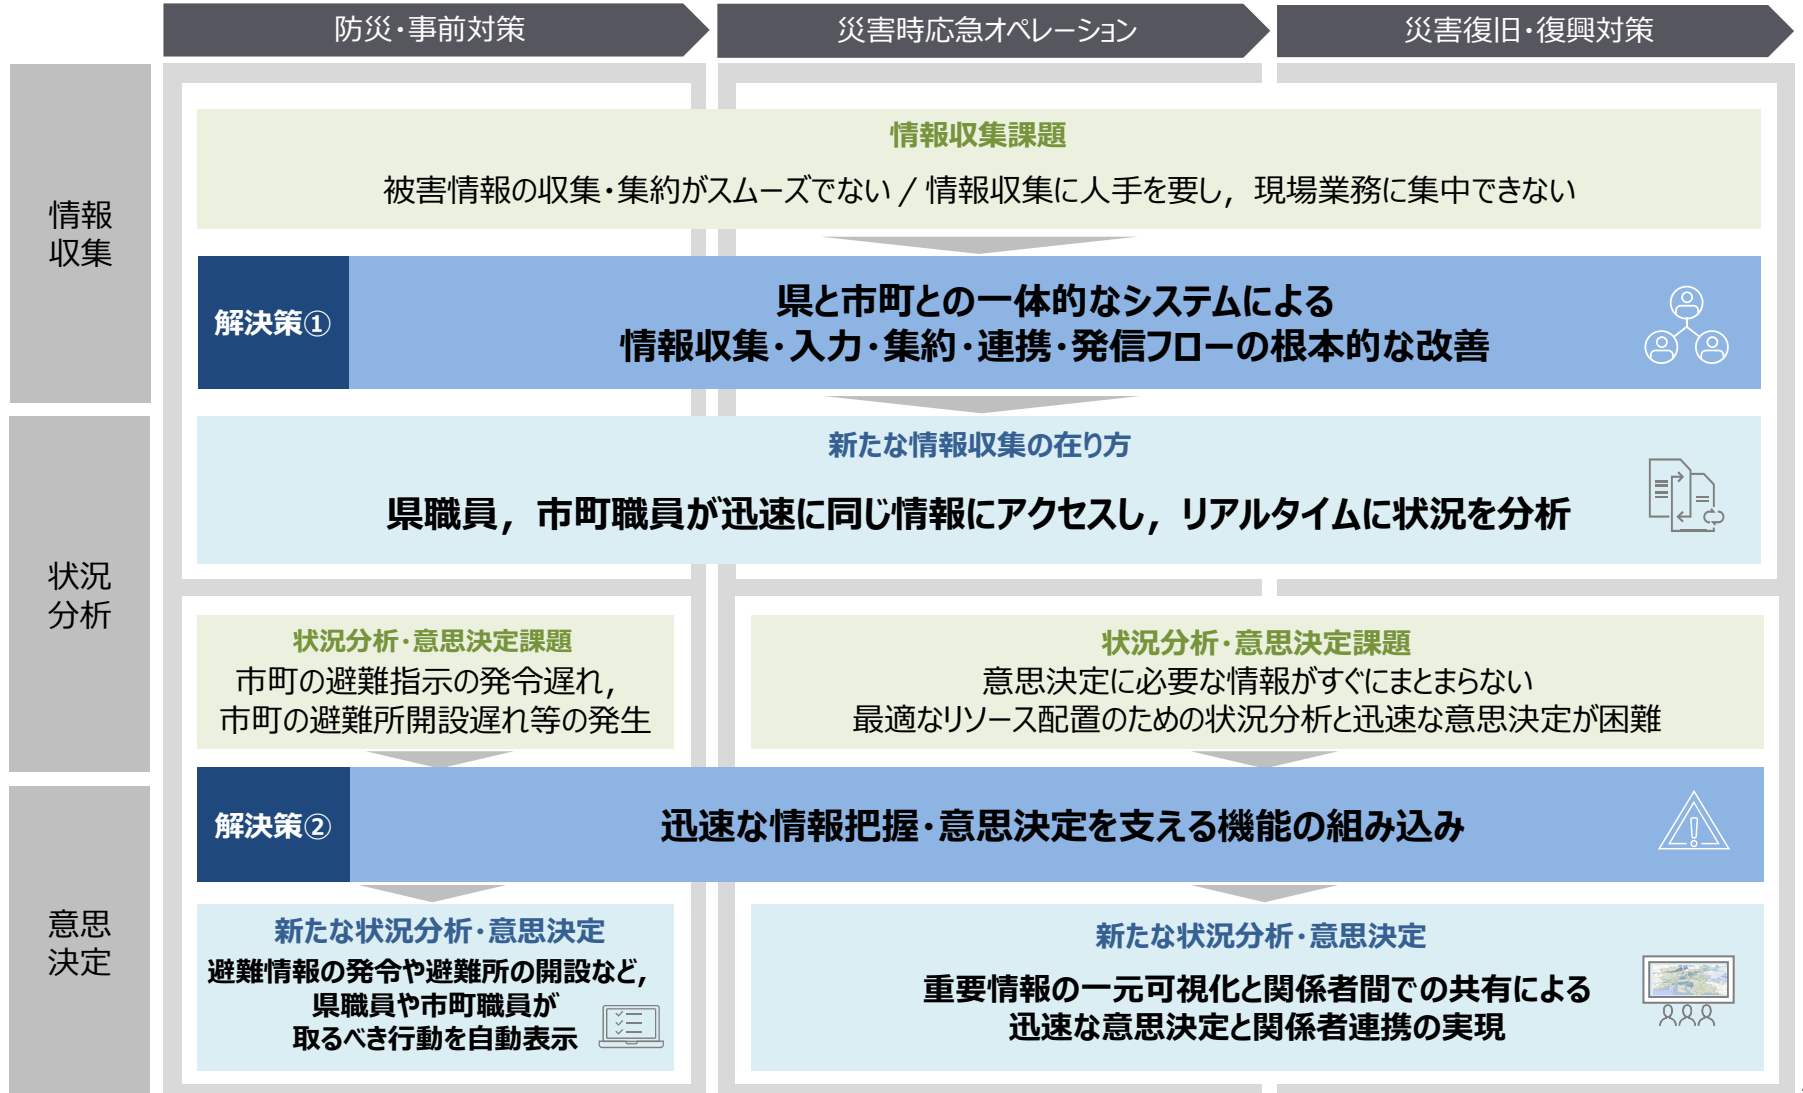 防災・事前対策
災害時応急オペレーション
災害復旧・復興対策
情報
収集
情報収集課題
被害情報の収集・集約がスムーズでない / 情報収集に人手を要し，現場業務に集中できない
解決策①
県と市町との一体的なシステムによる
情報収集・入力・集約・連携・発信フローの根本的な改善
状況
分析
新たな情報収集の在り方
県職員，市町職員が迅速に同じ情報にアクセスし，リアルタイムに状況を分析
状況分析・意思決定課題
市町の避難指示の発令遅れ，
市町の避難所開設遅れ等の発生
状況分析・意思決定課題
意思決定に必要な情報がすぐにまとまらない
最適なリソース配置のための状況分析と迅速な意思決定が困難
意思
決定
解決策②
迅速な情報把握・意思決定を支える機能の組み込み
新たな状況分析・意思決定
避難情報の発令や避難所の開設など，
県職員や市町職員が
取るべき行動を自動表示
新たな状況分析・意思決定
重要情報の一元可視化と関係者間での共有による
迅速な意思決定と関係者連携の実現